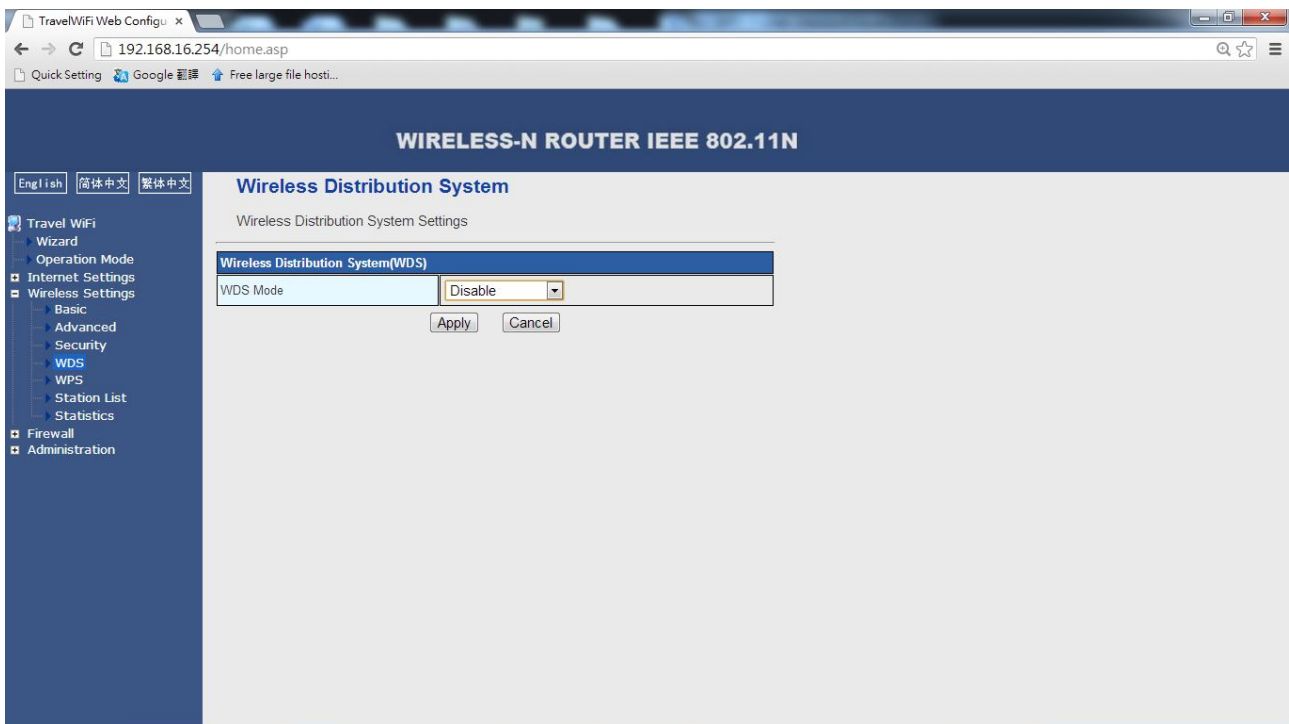 TravelWiFi Web Configu ×
192.168.16.254/home.asp
Quick Setting Google 翻譯 Free large file hosti...
WIRELESS-N ROUTER IEEE 802.11N
English 简体中文 繁体中文
Travel WiFi
Wizard
Operation Mode
Internet Settings
Wireless Settings
Basic
Advanced
Security
WDS
WPS
Station List
Statistics
Firewall
Administration
Wireless Distribution System
Wireless Distribution System Settings
Wireless Distribution System(WDS)
WDS Mode Disable
Apply Cancel